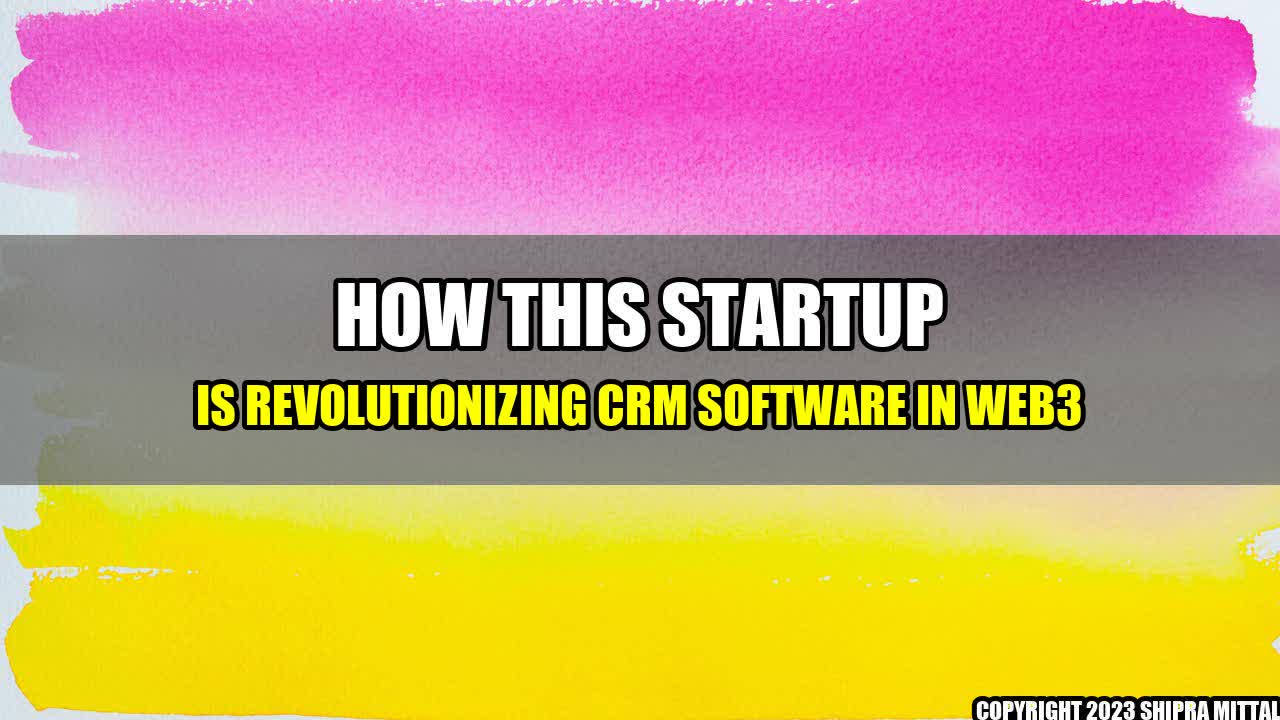 HOW THIS STARTUP
IS REVOLUTIONIZING CRM SOFTWARE IN WEB3
COPYRIGHT 2023 SHIPRA MITTAL